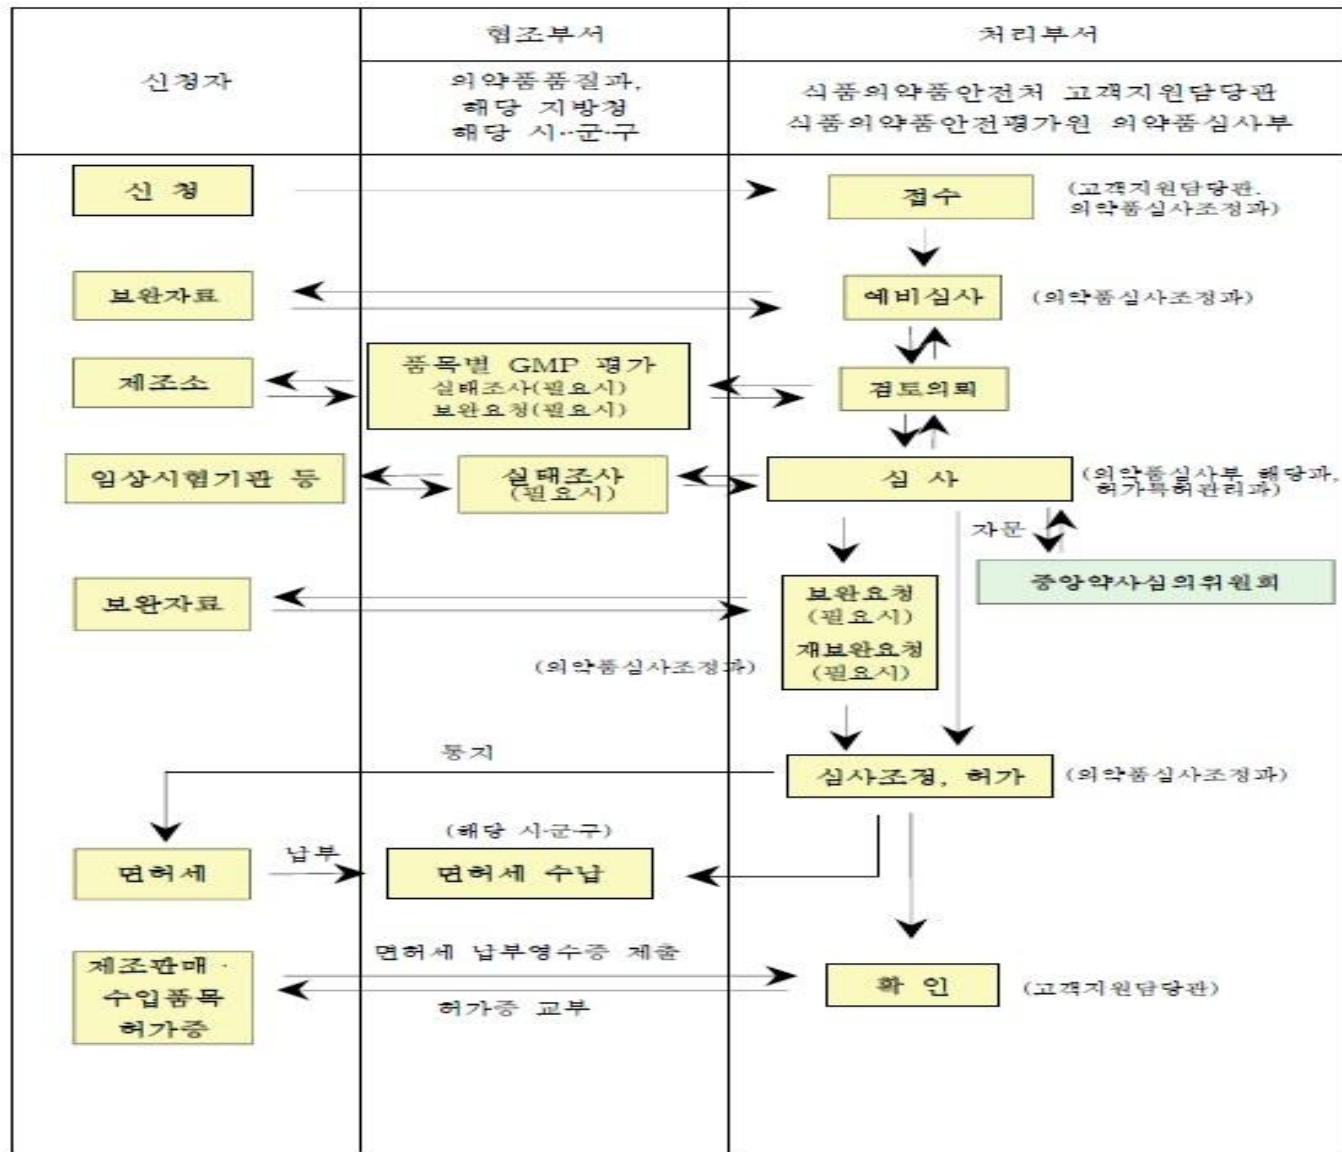 신청자
협조부서
의약품품질과,
해당 지방청
해당 시·군·구
처리부서
식품의약품안전처 고객지원담당관
식품의약품안전평가원 의약품심사부
신 청
접수
(고객지원담당관,
의약품심사조정과)
보완자료
예비심사
(의약품심사조정과)
제조소
품목별 GMP 평가
실태조사(필요시)
보완요청(필요시)
검토의뢰
임상시험기관 등
실태조사
(필요시)
심 사
(의약품심사부 해당과,
허가특허관리과)
자문
중앙약사심의위원회
보완자료
보완요청
(필요시)
재보완요청
(필요시)
(의약품심사조정과)
통지
심사조정, 허가
(의약품심사조정과)
(해당 시·군·구)
면허세
납부
면허세 수납
면허세 납부영수증 제출
제조판매·
수입품목
허가증
허가증 교부
확 인
(고객지원담당관)